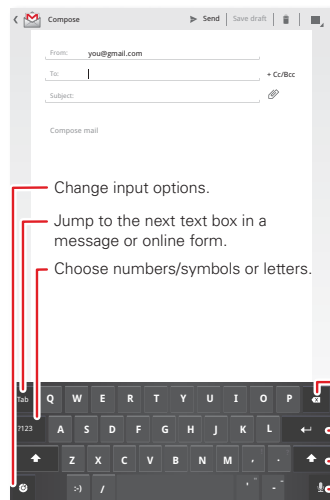 Compose
Send
Save draft
From: you@gmail.com
To:
+ Cc/Bcc
Subject:
Compose mail
Change input options.
Jump to the next text box in a
message or online form.
Choose numbers/symbols or letters.
Tab Q W E R T Y U I O P
?123 A S D F G H J K L
Z X C V B N M , .
:-) / ' " - _